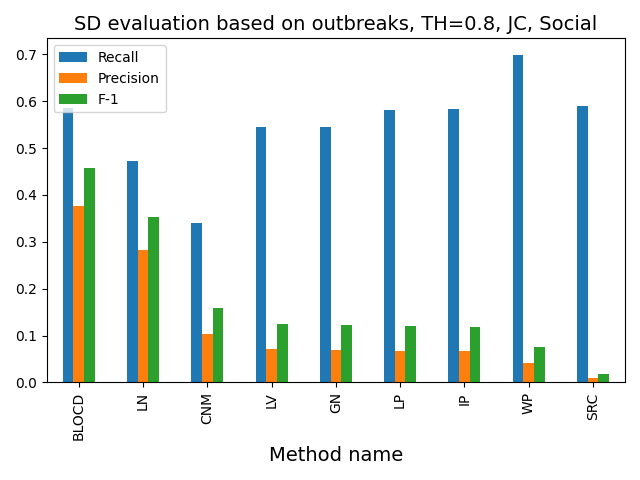 SD evaluation based on outbreaks, TH=0.8, JC, Social
Recall
Precision
F-1
0.7
0.6
0.5
0.4
0.3
0.2
0.1
0.0
BLOCD
LN
CNM
LV
GN
LP
IP
WP
SRC
Method name